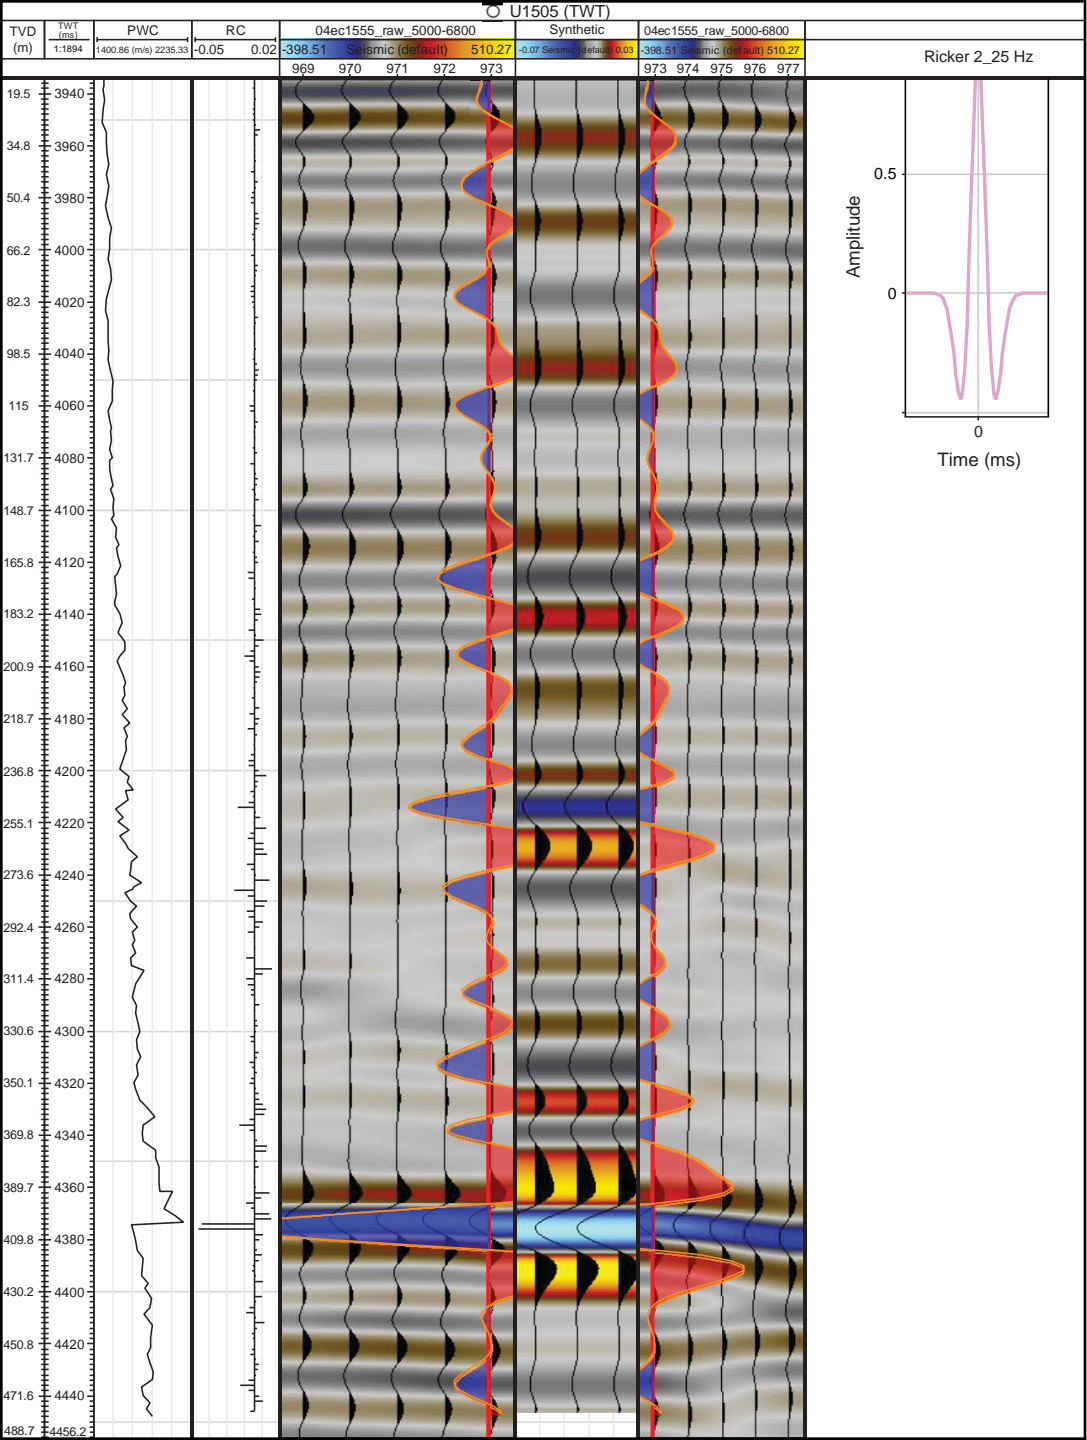 U1505 (TWT)
TVD (m)
TWT (ms)
1:1894
PWC
1400.86 (m/s) 2235.33
RC
-0.05 0.02
04ec1555_raw_5000-6800
-398.51 Seismic (default) 510.27
969 970 971 972 973
Synthetic
-0.07 Seismic (default) 0.03
04ec1555_raw_5000-6800
-398.51 Seismic (default) 510.27
973 974 975 976 977
Ricker 2_25 Hz
19.5 3940
34.8 3960
50.4 3980
66.2 4000
82.3 4020
98.5 4040
115 4060
131.7 4080
148.7 4100
165.8 4120
183.2 4140
200.9 4160
218.7 4180
236.8 4200
255.1 4220
273.6 4240
292.4 4260
311.4 4280
330.6 4300
350.1 4320
369.8 4340
389.7 4360
409.8 4380
430.2 4400
450.8 4420
471.6 4440
488.7 4456.2
Amplitude
0.5
0
0
Time (ms)